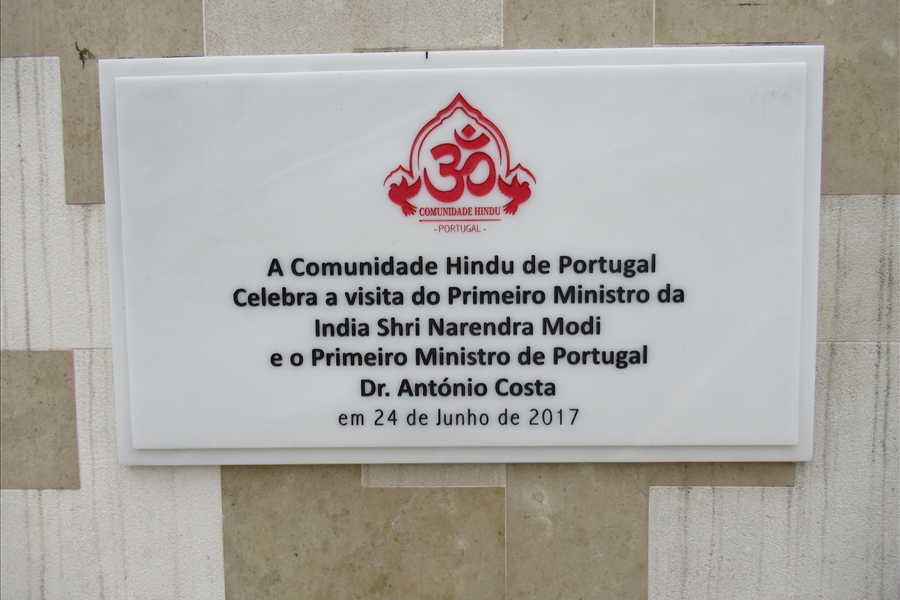 ॐ
COMUNIDADE HINDU
- PORTUGAL -
A Comunidade Hindu de Portugal
Celebra a visita do Primeiro Ministro da
India Shri Narendra Modi
e o Primeiro Ministro de Portugal
Dr. António Costa
em 24 de Junho de 2017